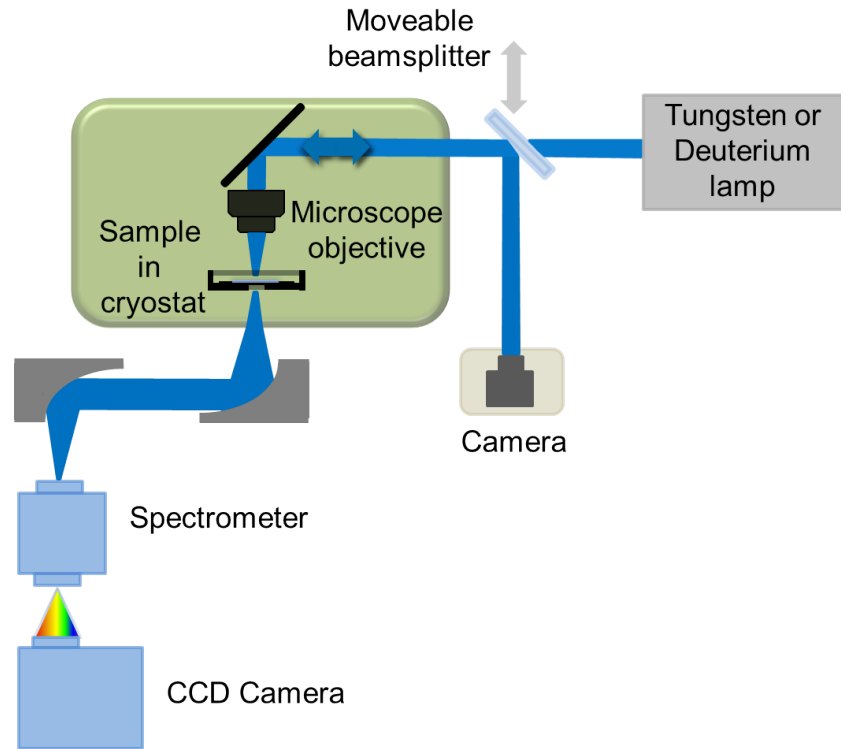 Moveable
beamsplitter
Tungsten or
Deuterium
lamp
Microscope
objective
Sample
in
cryostat
Camera
Spectrometer
CCD Camera